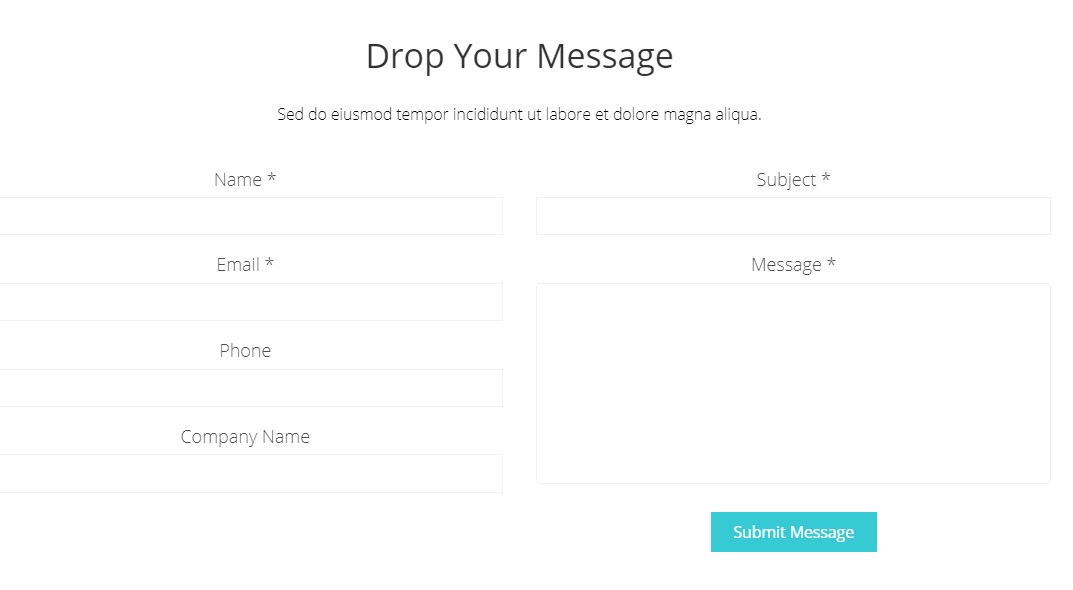 Drop Your Message
Sed do eiusmod tempor incididunt ut labore et dolore magna aliqua.
Name *
Email *
Phone
Company Name
Subject *
Message *
Submit Message